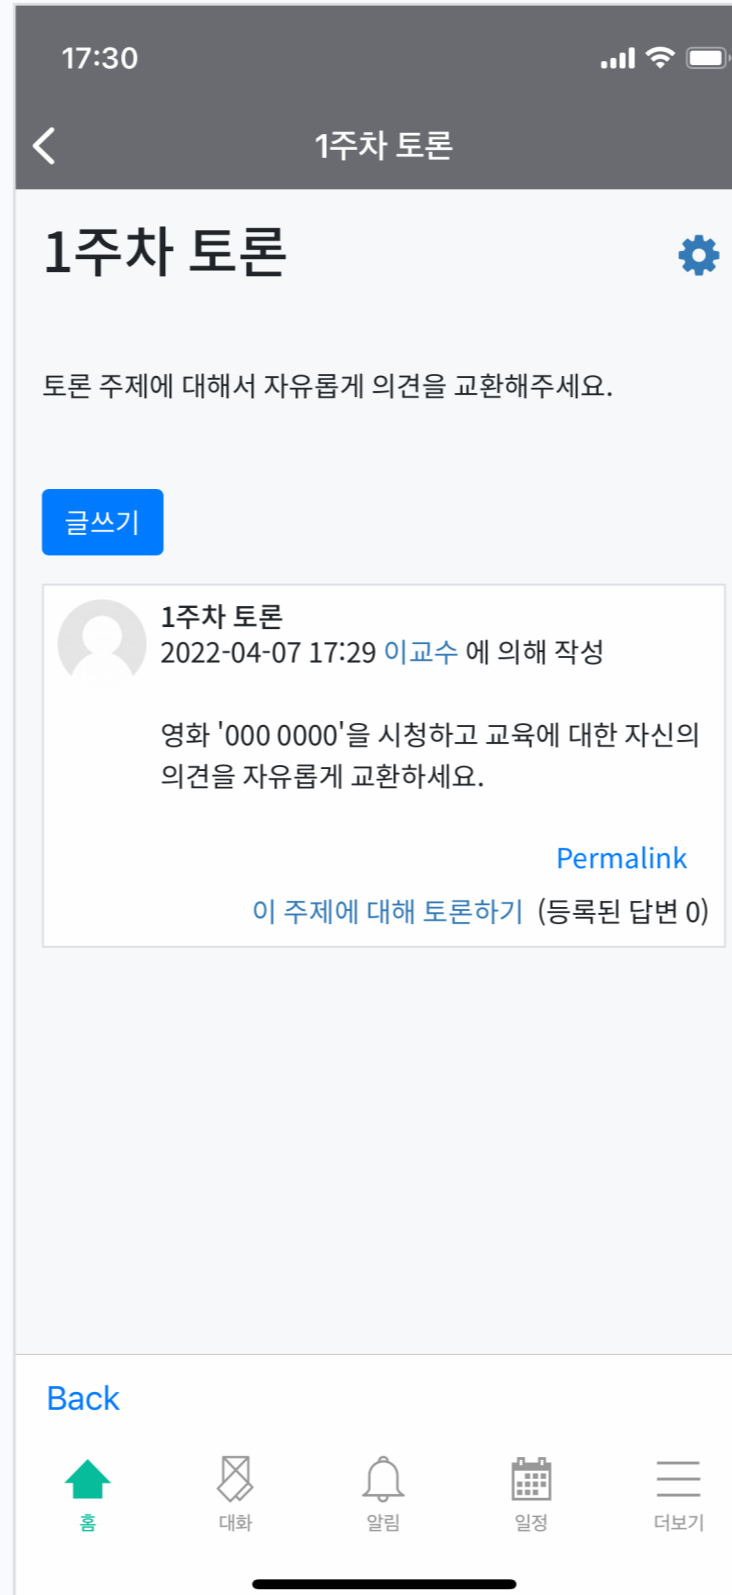 17:30
1주차 토론
1주차 토론
토론 주제에 대해서 자유롭게 의견을 교환해주세요.
글쓰기
1주차 토론
2022-04-07 17:29 이교수 에 의해 작성
영화 '000 0000'을 시청하고 교육에 대한 자신의
의견을 자유롭게 교환하세요.
Permalink
이 주제에 대해 토론하기 (등록된 답변 0)
Back
홈 대화 알림 일정 더보기